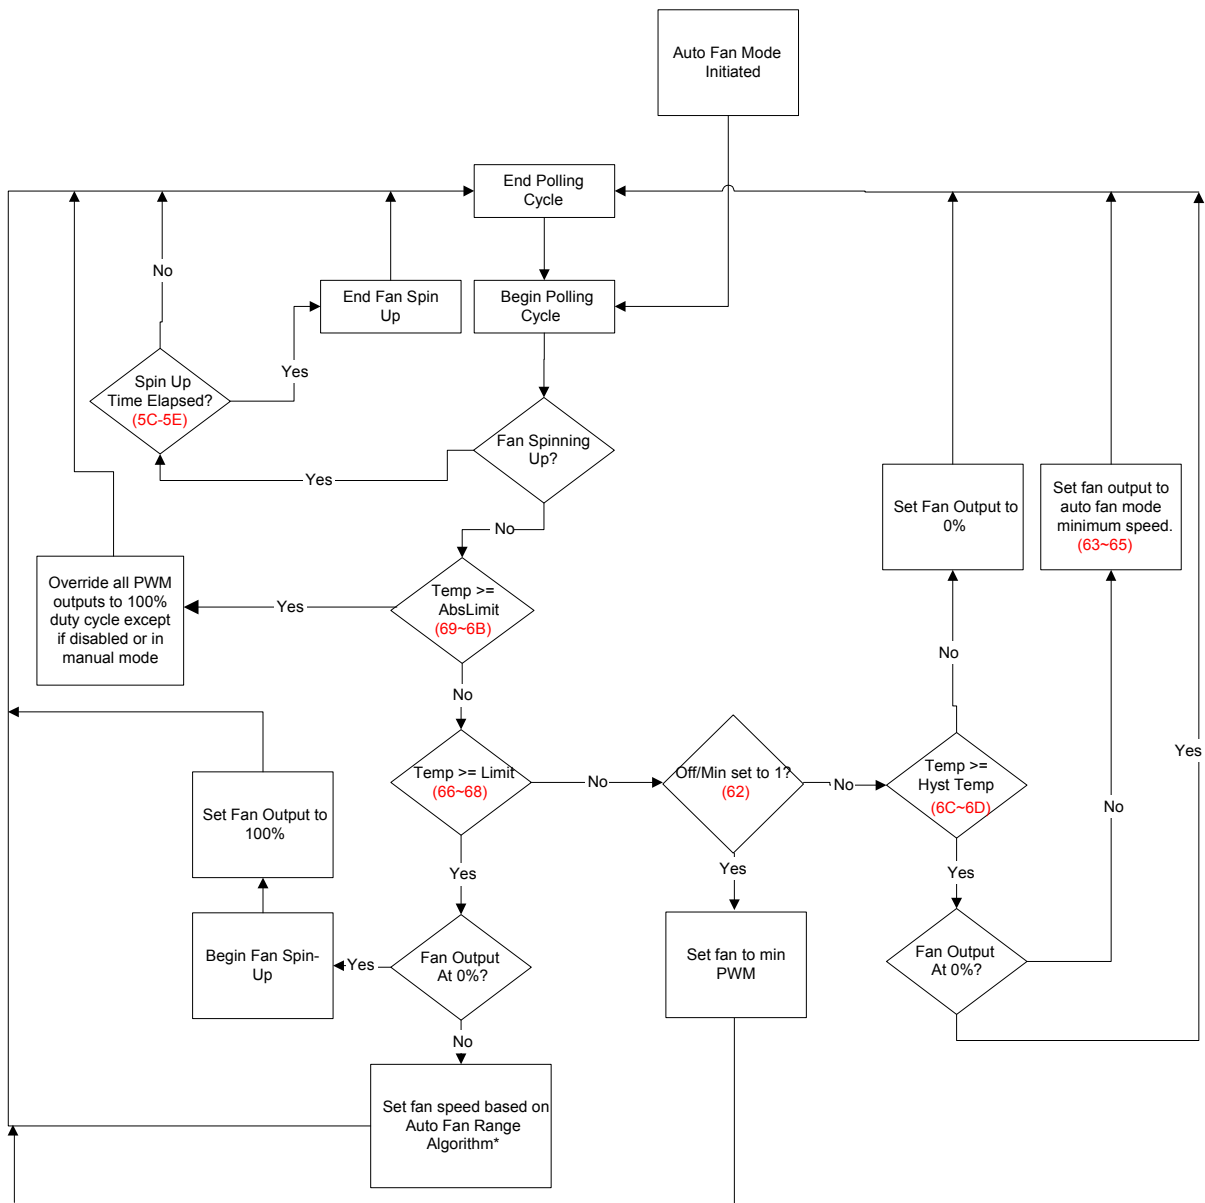 Auto Fan Mode
Initiated
End Polling
Cycle
Begin Polling
Cycle
No
End Fan Spin
Up
Yes
Spin Up
Time Elapsed?
(5C-5E)
Fan Spinning
Up?
Yes
No
Override all PWM
outputs to 100%
duty cycle except
if disabled or in
manual mode
Yes
Temp >=
AbsLimit
(69~6B)
No
Set Fan Output to
0%
Set fan output to
auto fan mode
minimum speed.
(63~65)
No
Temp >= Limit
(66~68)
No
Off/Min set to 1?
(62)
No
Temp >=
Hyst Temp
(6C~6D)
No
Yes
Set Fan Output to
100%
Yes
Yes
Yes
Begin Fan Spin-
Up
Yes
Fan Output
At 0%?
Set fan to min
PWM
Fan Output
At 0%?
No
Set fan speed based on
Auto Fan Range
Algorithm*